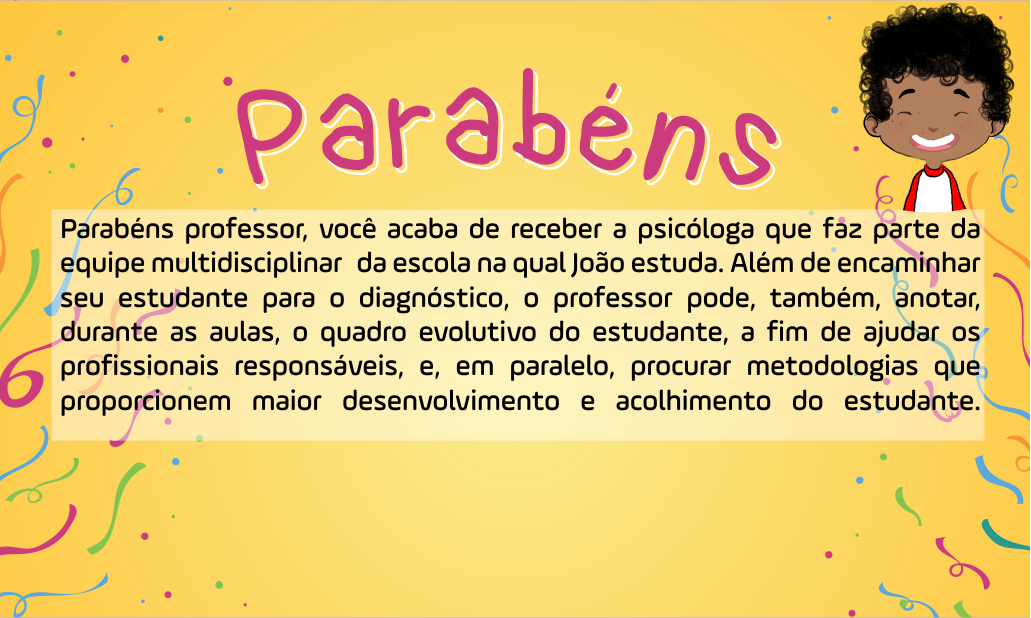 Parabéns
Parabéns professor, você acaba de receber a psicóloga que faz parte da
equipe multidisciplinar da escola na qual João estuda. Além de encaminhar
seu estudante para o diagnóstico, o professor pode, também, anotar,
durante as aulas, o quadro evolutivo do estudante, a fim de ajudar os
profissionais responsáveis, e, em paralelo, procurar metodologias que
proporcionem maior desenvolvimento e acolhimento do estudante.